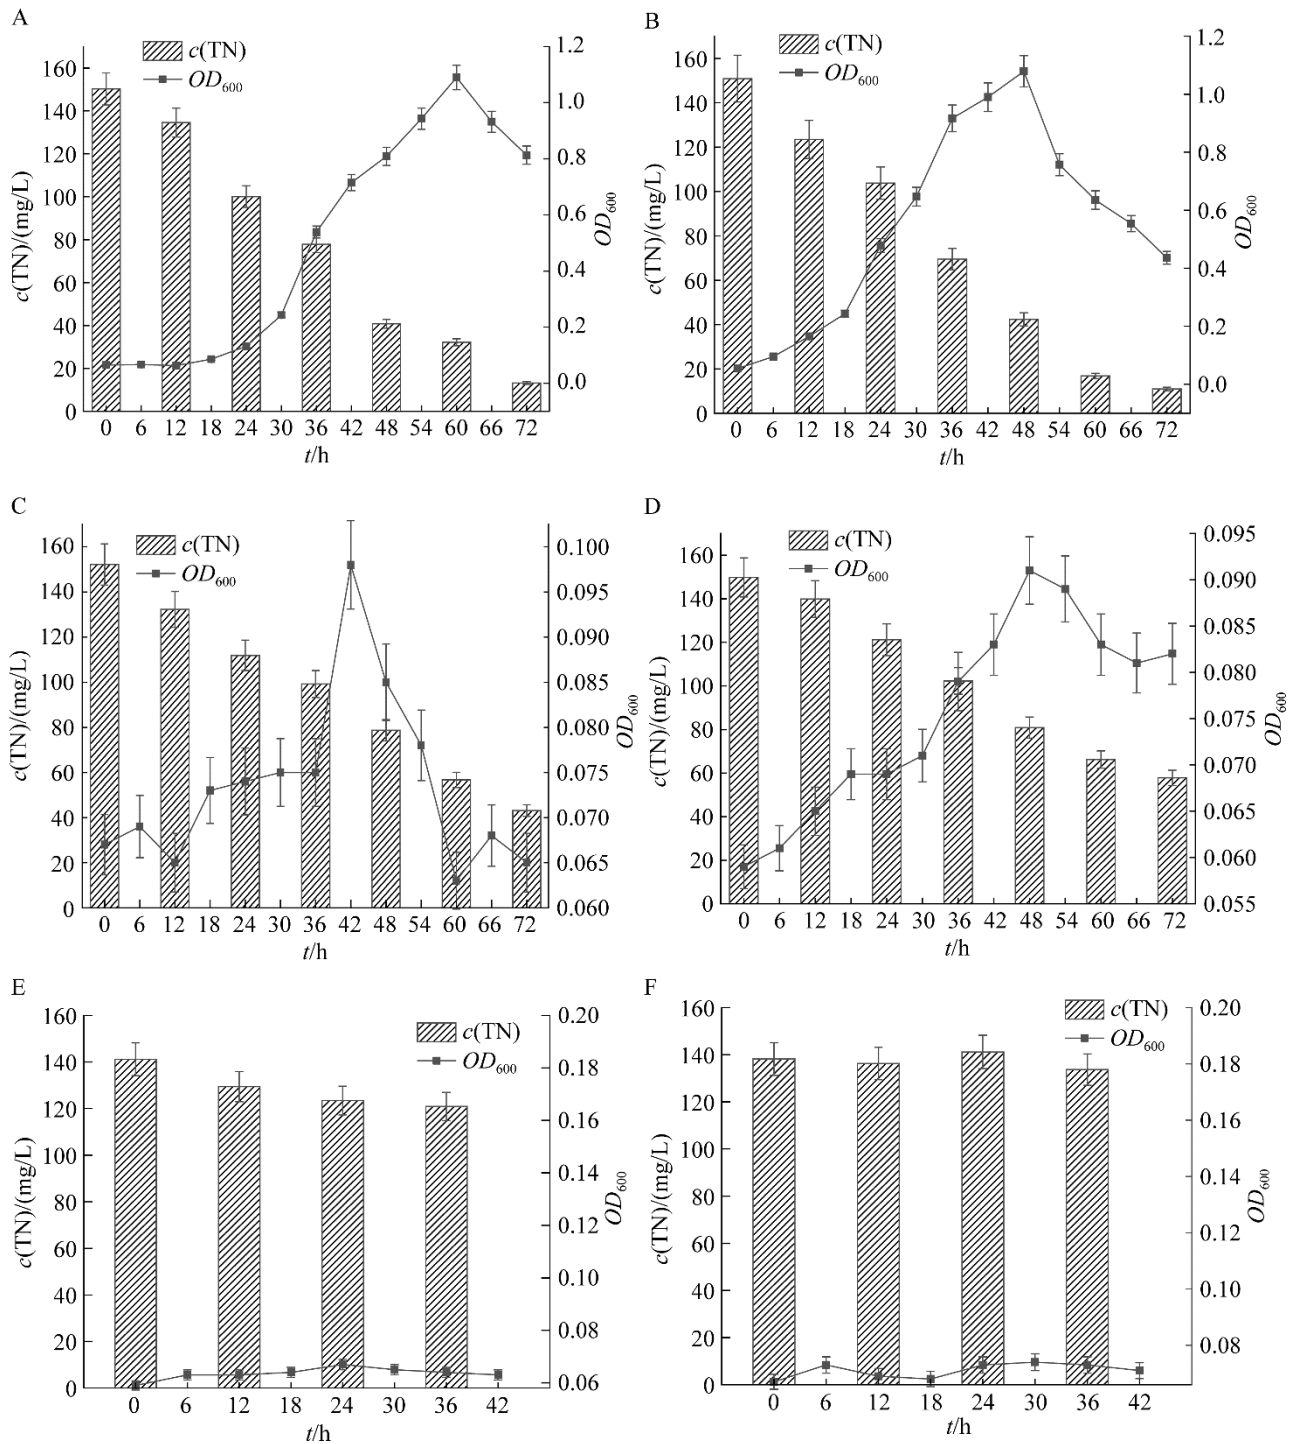 A
c(TN)
OD600
160
140
120
100
80
60
40
20
0
c(TN)/(mg/L)
1.2
1.0
0.8
0.6
0.4
0.2
0.0
OD600
0 6 12 18 24 30 36 42 48 54 60 66 72
t/h
B
c(TN)
OD600
160
140
120
100
80
60
40
20
0
c(TN)/(mg/L)
1.2
1.0
0.8
0.6
0.4
0.2
0.0
OD600
0 6 12 18 24 30 36 42 48 54 60 66 72
t/h
C
c(TN)
OD600
160
140
120
100
80
60
40
20
0
c(TN)/(mg/L)
0.100
0.095
0.090
0.085
0.080
0.075
0.070
0.065
0.060
OD600
0 6 12 18 24 30 36 42 48 54 60 66 72
t/h
D
c(TN)
OD600
160
140
120
100
80
60
40
20
0
c(TN)/(mg/L)
0.095
0.090
0.085
0.080
0.075
0.070
0.065
0.060
0.055
OD600
0 6 12 18 24 30 36 42 48 54 60 66 72
t/h
E
c(TN)
OD600
160
140
120
100
80
60
40
20
0
c(TN)/(mg/L)
0.20
0.18
0.16
0.14
0.12
0.10
0.08
0.06
OD600
0 6 12 18 24 30 36 42
t/h
F
c(TN)
OD600
160
140
120
100
80
60
40
20
0
c(TN)/(mg/L)
0.20
0.18
0.16
0.14
0.12
0.10
0.08
OD600
0 6 12 18 24 30 36 42
t/h